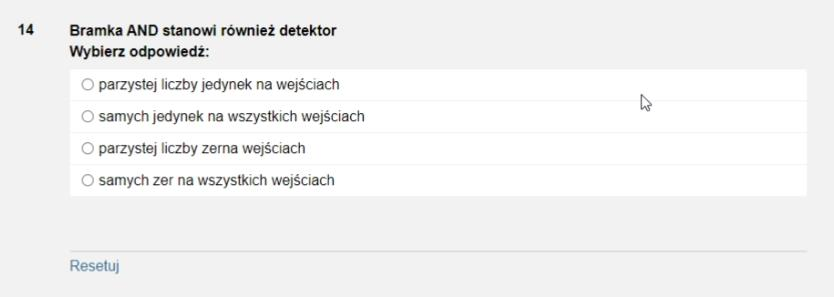 14 Bramka AND stanowi również detektor
Wybierz odpowiedź:
parzystej liczby jedynek na wejściach
samych jedynek na wszystkich wejściach
parzystej liczby zerna wejściach
samych zer na wszystkich wejściach
Resetuj